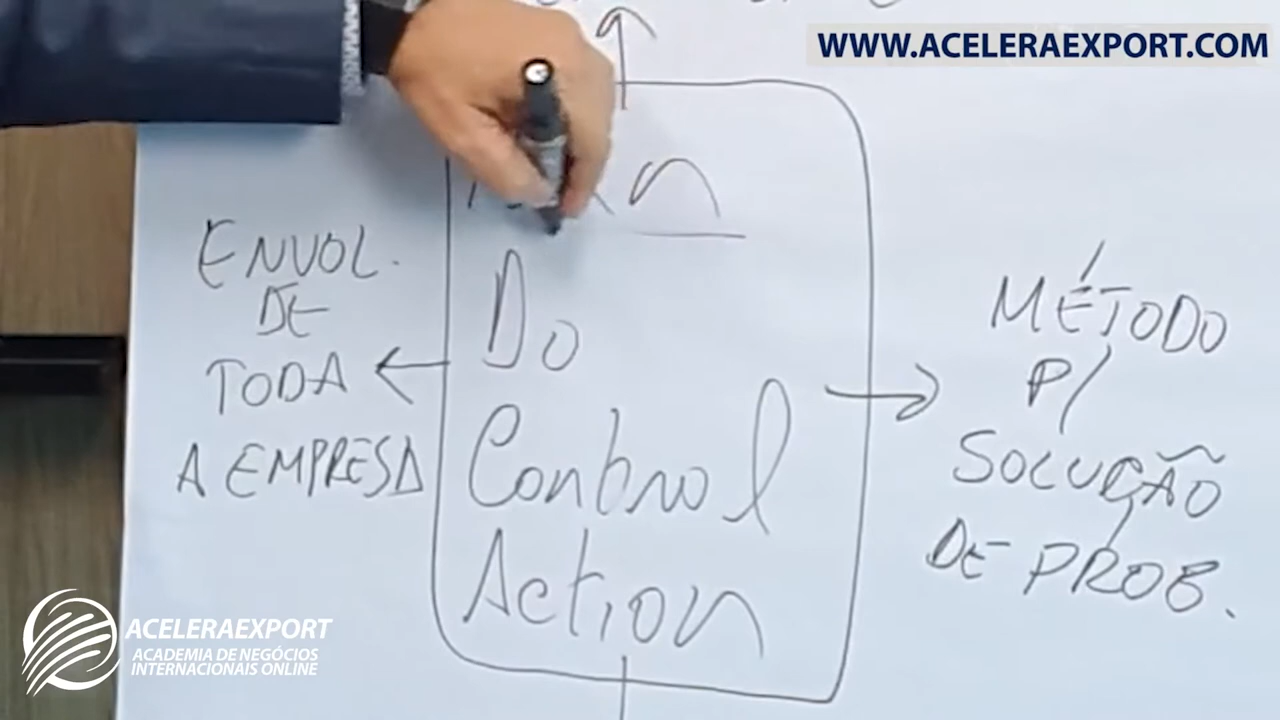 WWW.ACELERAEXPORT.COM
ENVOL.
DE
TODA
A EMPRESA
Do
Control
Action
MÉTODO
P/
SOLUÇÃO
DE PROB.
ACELERAEXPORT
ACADEMIA DE NEGÓCIOS
INTERNACIONAIS ONLINE